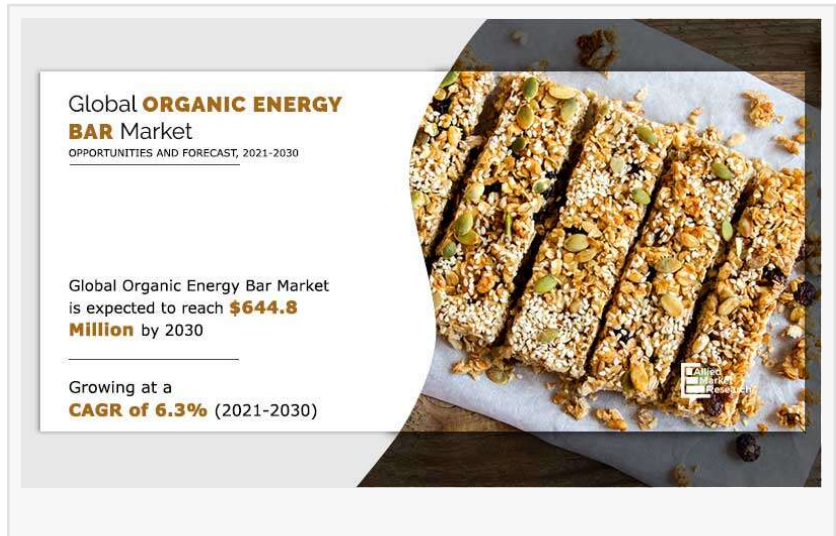 Global ORGANIC ENERGY
BAR Market
OPPORTUNITIES AND FORECAST, 2021-2030
Global Organic Energy Bar Market
is expected to reach $644.8
Million by 2030
Growing at a
CAGR of 6.3% (2021-2030)
Allied
Market
Research